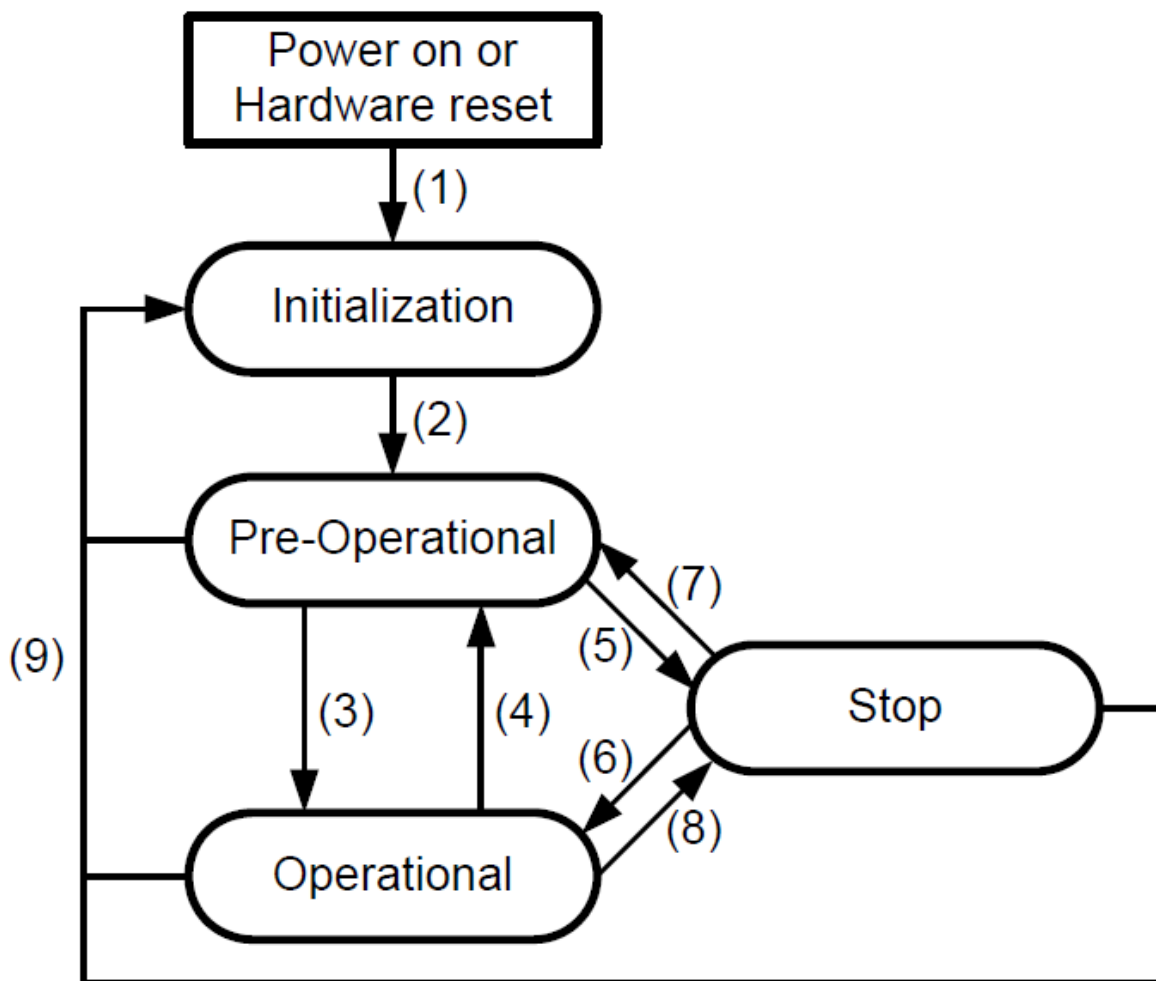 Power on or
Hardware reset
(1)
Initialization
(2)
Pre-Operational
(7)
(5)
(9)
(3)
(4)
Stop
(6)
(8)
Operational